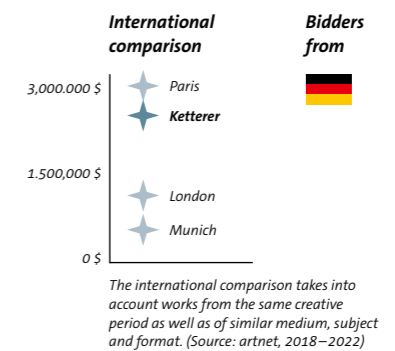 International
comparison
Bidders
from
3,000.000 $
Paris
Ketterer
1.500,000 $
London
Munich
0 $
The international comparison takes into
account works from the same creative
period as well as of similar medium, subject
and format. (Source: artnet, 2018–2022)